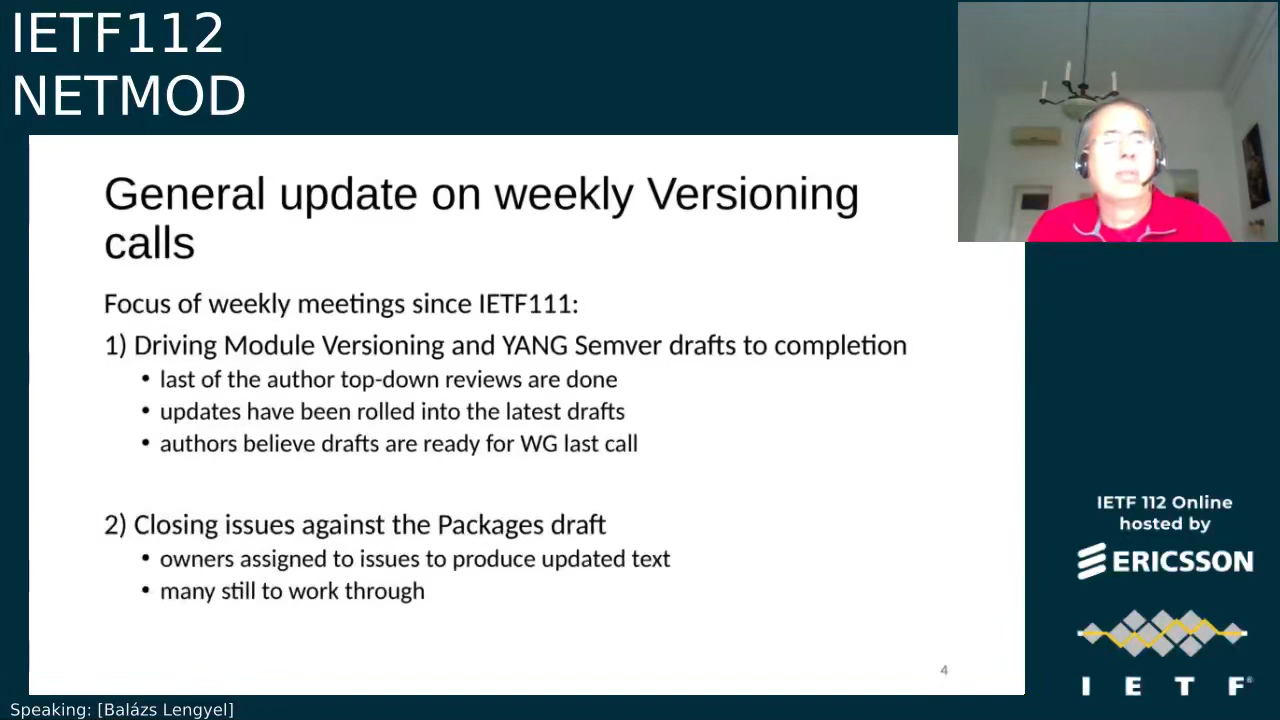 IETF112
NETMOD
General update on weekly Versioning
calls
Focus of weekly meetings since IETF111:
1) Driving Module Versioning and YANG Semver drafts to completion
• last of the author top-down reviews are done
• updates have been rolled into the latest drafts
• authors believe drafts are ready for WG last call
2) Closing issues against the Packages draft
• owners assigned to issues to produce updated text
• many still to work through
4
IETF 112 Online
hosted by
ERICSSON
I E T F®
Speaking: [Balázs Lengyel]